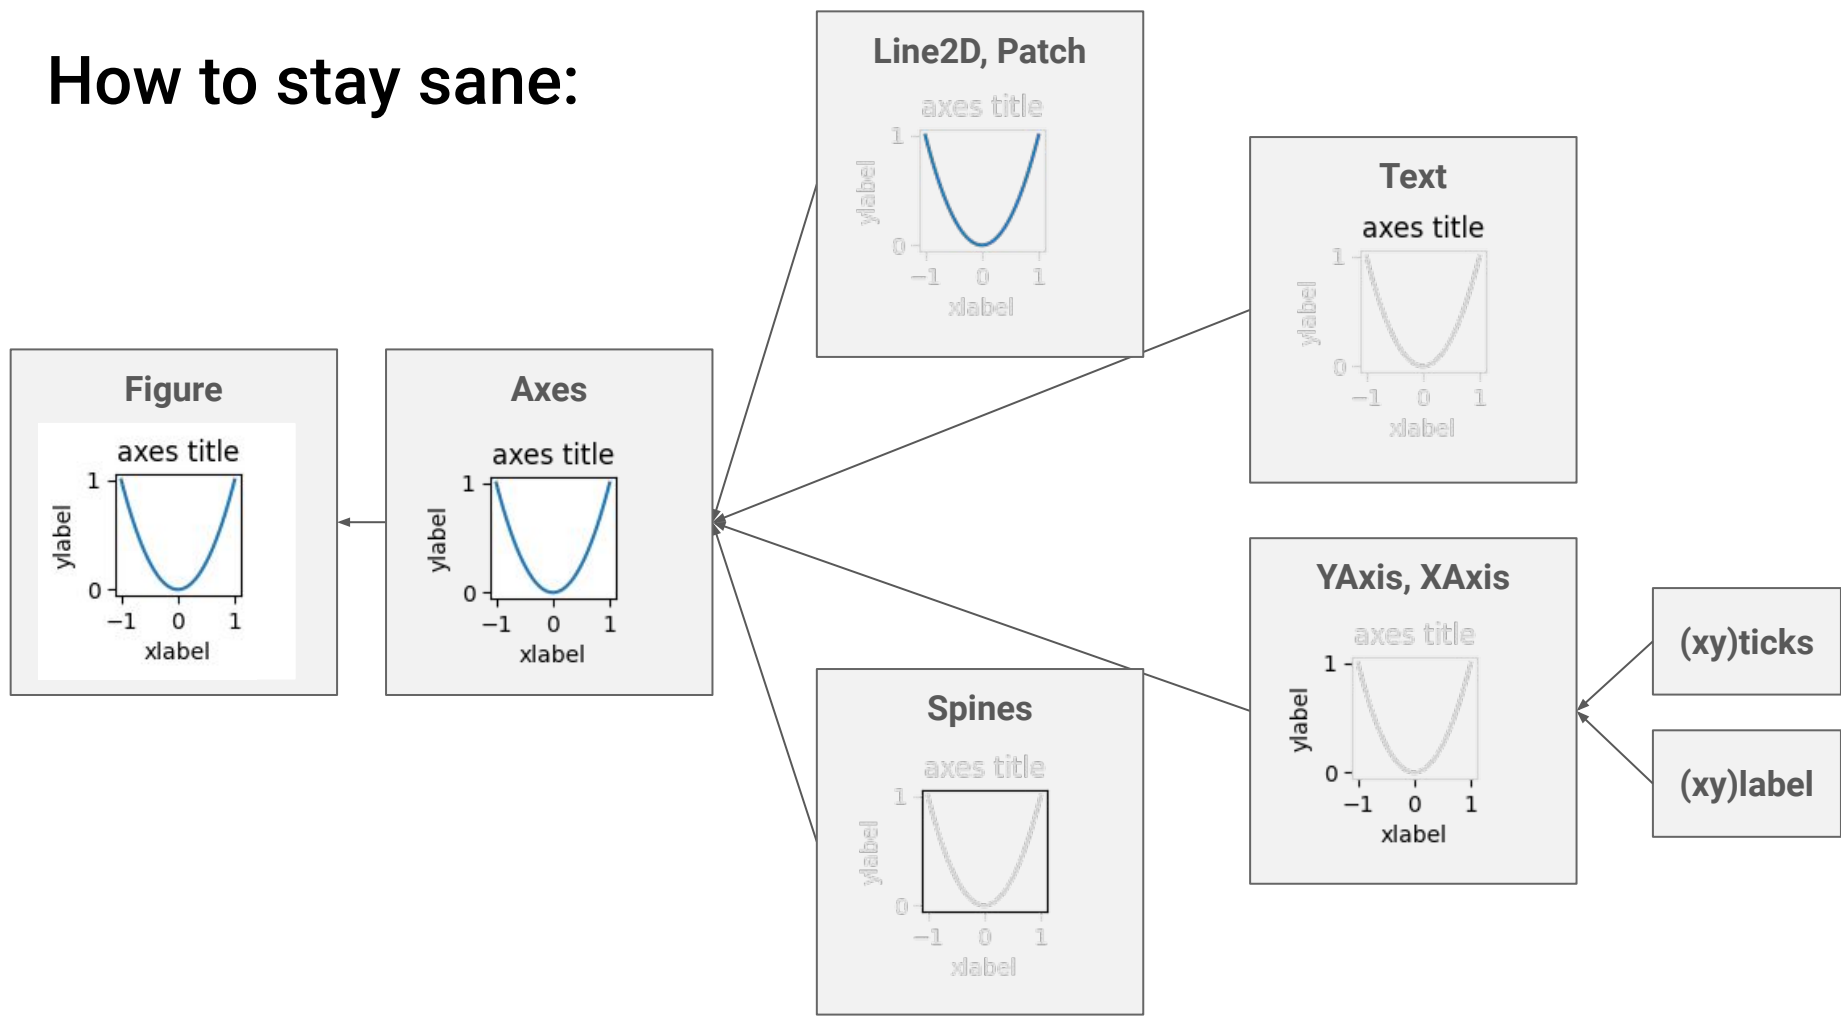 How to stay sane:
Line2D, Patch
axes title
1
ylabel
0
−1 0 1
xlabel
Text
axes title
1
ylabel
0
−1 0 1
xlabel
Figure
axes title
1
ylabel
0
−1 0 1
xlabel
Axes
axes title
1
ylabel
0
−1 0 1
xlabel
Spines
axes title
1
ylabel
0
−1 0 1
xlabel
YAxis, XAxis
axes title
1
ylabel
0
−1 0 1
xlabel
(xy)ticks
(xy)label